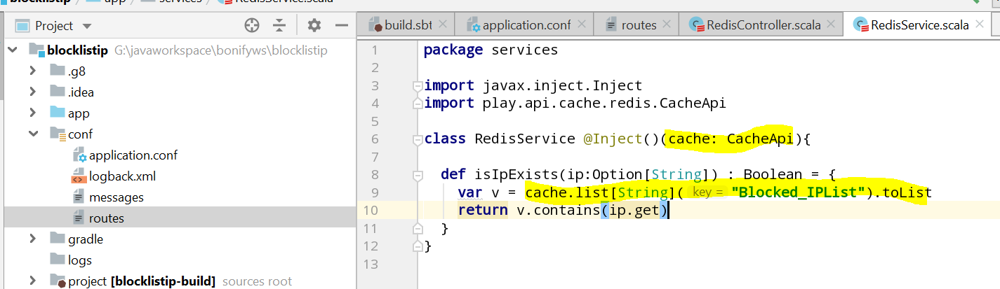 blocklistip app services RedisService.scala
Project
build.sbt application.conf routes RedisController.scala RedisService.scala
blocklistip G:\javaworkspace\bonifyws\blocklistip
.g8
.idea
app
conf
application.conf
logback.xml
messages
routes
gradle
logs
project [blocklistip-build] sources root
1 package services
2
3 import javax.inject.Inject
4 import play.api.cache.redis.CacheApi
5
6 class RedisService @Inject()(cache: CacheApi){
7
8 def isIpExists(ip:Option[String]) : Boolean = {
9 var v = cache.list[String]( key = "Blocked_IPList").toList
10 return v.contains(ip.get)
11 }
12 }
13